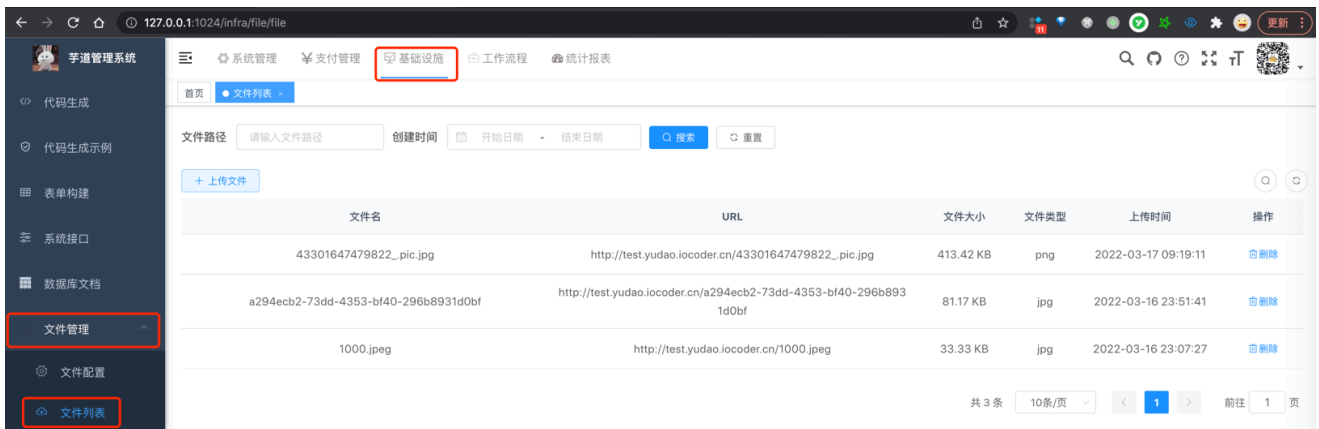 127.0.0.1:1024/infra/file/file
11
更新
芋道管理系统
系统管理
支付管理
基础设施
工作流程
统计报表
代码生成
代码生成示例
表单构建
系统接口
数据库文档
文件管理
文件配置
文件列表
首页
文件列表 ×
文件路径 请输入文件路径 创建时间 开始日期 - 结束日期 搜索 重置
+ 上传文件
文件名 URL 文件大小 文件类型 上传时间 操作
43301647479822_.pic.jpg http://test.yudao.iocoder.cn/43301647479822_.pic.jpg 413.42 KB png 2022-03-17 09:19:11 删除
a294ecb2-73dd-4353-bf40-296b8931d0bf http://test.yudao.iocoder.cn/a294ecb2-73dd-4353-bf40-296b893 81.17 KB jpg 2022-03-16 23:51:41 删除
1d0bf
1000.jpeg http://test.yudao.iocoder.cn/1000.jpeg 33.33 KB jpg 2022-03-16 23:07:27 删除
共 3 条 10条/页 < 1 > 前往 1 页